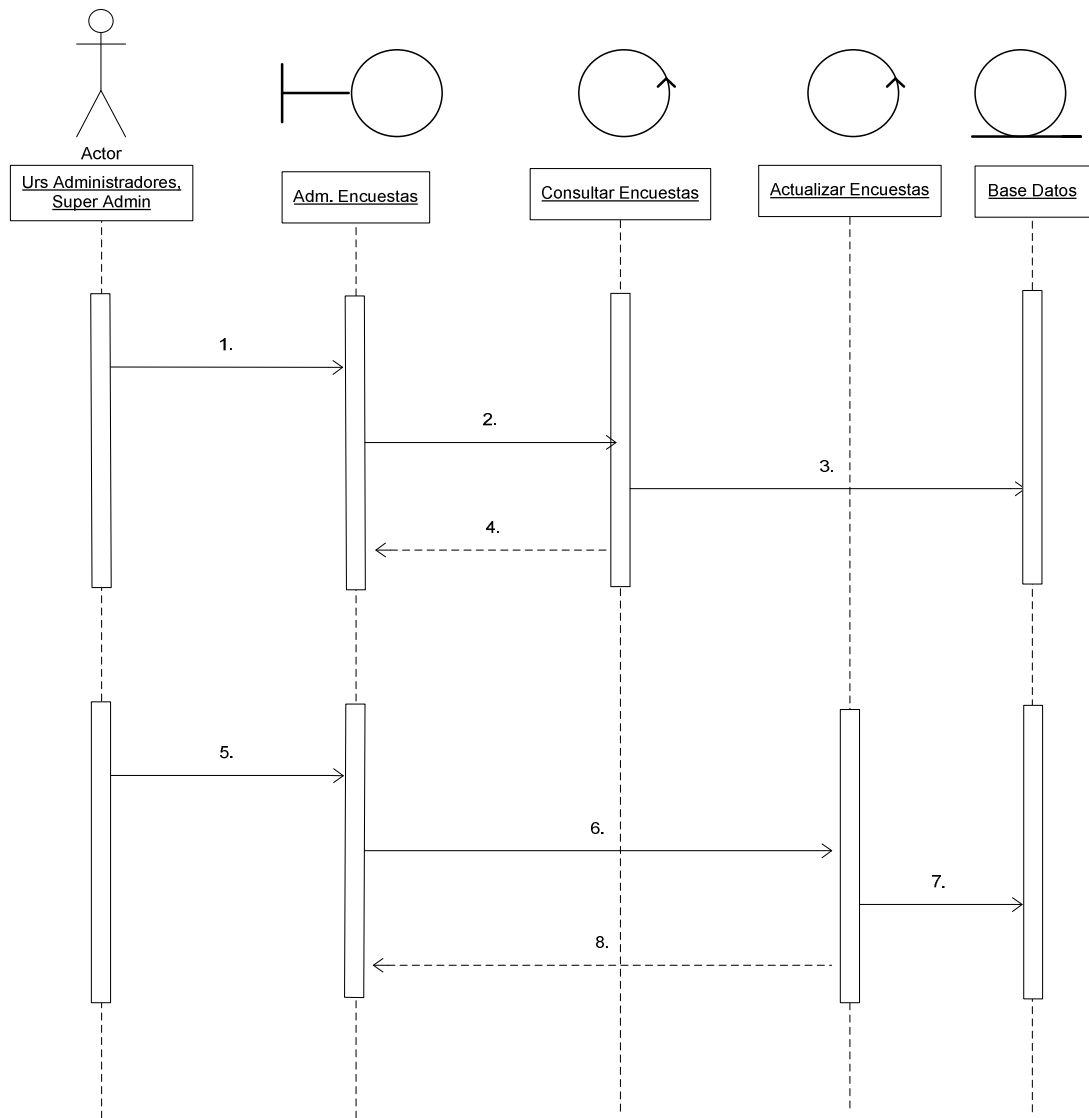 Actor
Urs Administradores,
Super Admin
Adm. Encuestas
Consultar Encuestas
Actualizar Encuestas
Base Datos
1.
2.
3.
4.
5.
6.
7.
8.